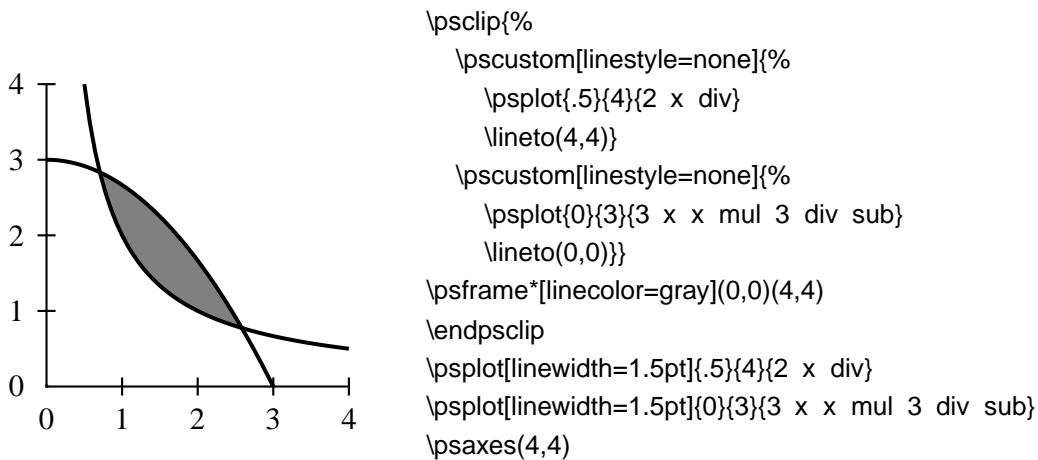 4
3
2
1
0
0 1 2 3 4
\psclip{%
\pscustom[linestyle=none]{%
\psplot{.5}{4}{2 x div}
\lineto(4,4)}
\pscustom[linestyle=none]{%
\psplot{0}{3}{3 x x mul 3 div sub}
\lineto(0,0)}}
\psframe*[linecolor=gray](0,0)(4,4)
\endpsclip
\psplot[linewidth=1.5pt]{.5}{4}{2 x div}
\psplot[linewidth=1.5pt]{0}{3}{3 x x mul 3 div sub}
\psaxes(4,4)